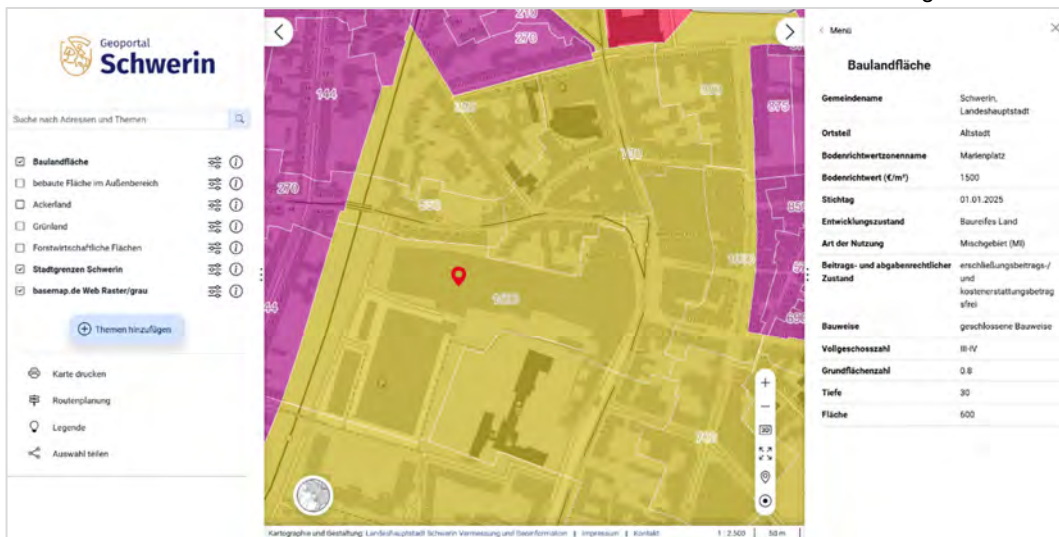 Geoportal
Schwerin
Suche nach Adressen und Themen
Baulandfläche
bebaute Fläche im Außenbereich
Ackerland
Grünland
Forstwirtschaftliche Flächen
Stadtgrenzen Schwerin
basemap.de Web Raster/grau
Themen hinzufügen
Karte drucken
Routenplanung
Legende
Auswahl teilen
210
270
144
675
270
1500
3D
Kartographie und Gestaltung: Landeshauptstadt Schwerin Vermessung und Geoinformation | Impressum | Kontakt
1 : 2.500
50 m
Menü
Baulandfläche
Gemeindename Schwerin,
Landeshauptstadt
Ortsteil Altstadt
Bodenrichtwertzonenname Marienplatz
Bodenrichtwert (€/m²) 1500
Stichtag 01.01.2025
Entwicklungszustand Baureifes Land
Art der Nutzung Mischgebiet (MI)
Beitrags- und abgabenrechtlicher erschließungsbeitrags-/
Zustand und
kostenerstattungsbetrag
sfrei
Bauweise geschlossene Bauweise
Vollgeschosszahl III-IV
Grundflächenzahl 0.8
Tiefe 30
Fläche 600